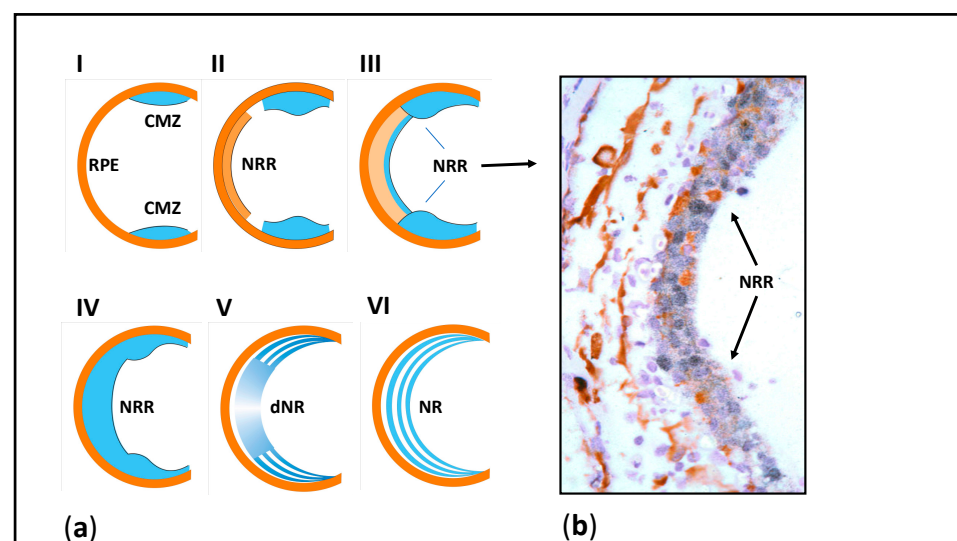 I II III
CMZ
RPE NRR NRR
CMZ
NRR
IV V VI
NRR dNR NR
(a) (b)